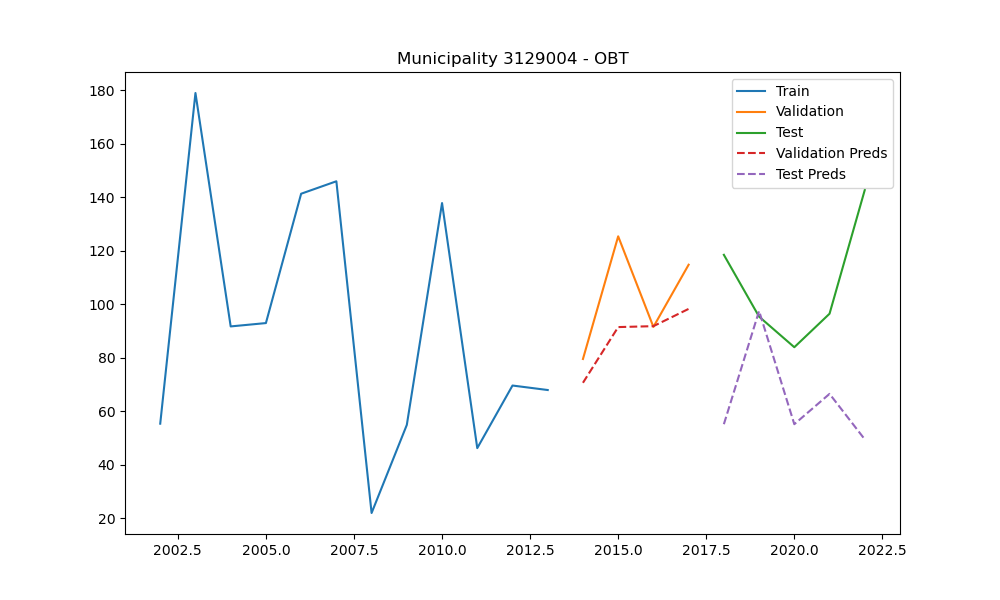 Municipality 3129004 - OBT
Train
Validation
Test
Validation Preds
Test Preds
180
160
140
120
100
80
60
40
20
2002.5 2005.0 2007.5 2010.0 2012.5 2015.0 2017.5 2020.0 2022.5